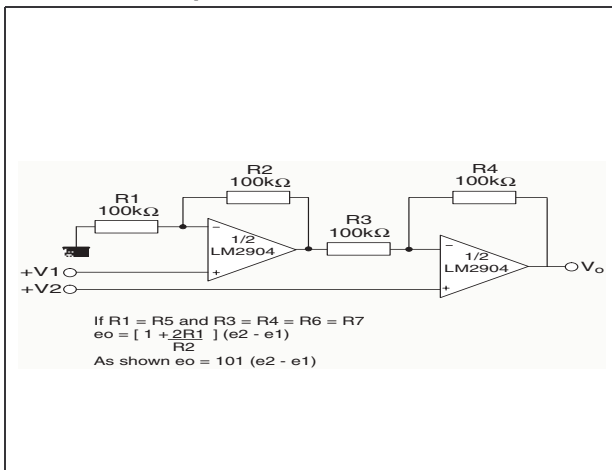 R2
100kΩ
R4
100kΩ
R1
100kΩ
R3
100kΩ
1/2
LM2904
1/2
LM2904
+V1
+V2
Vo
If R1 = R5 and R3 = R4 = R6 = R7
eo = [ 1 + 2R1 ] (e2 - e1)
R2
As shown eo = 101 (e2 - e1)